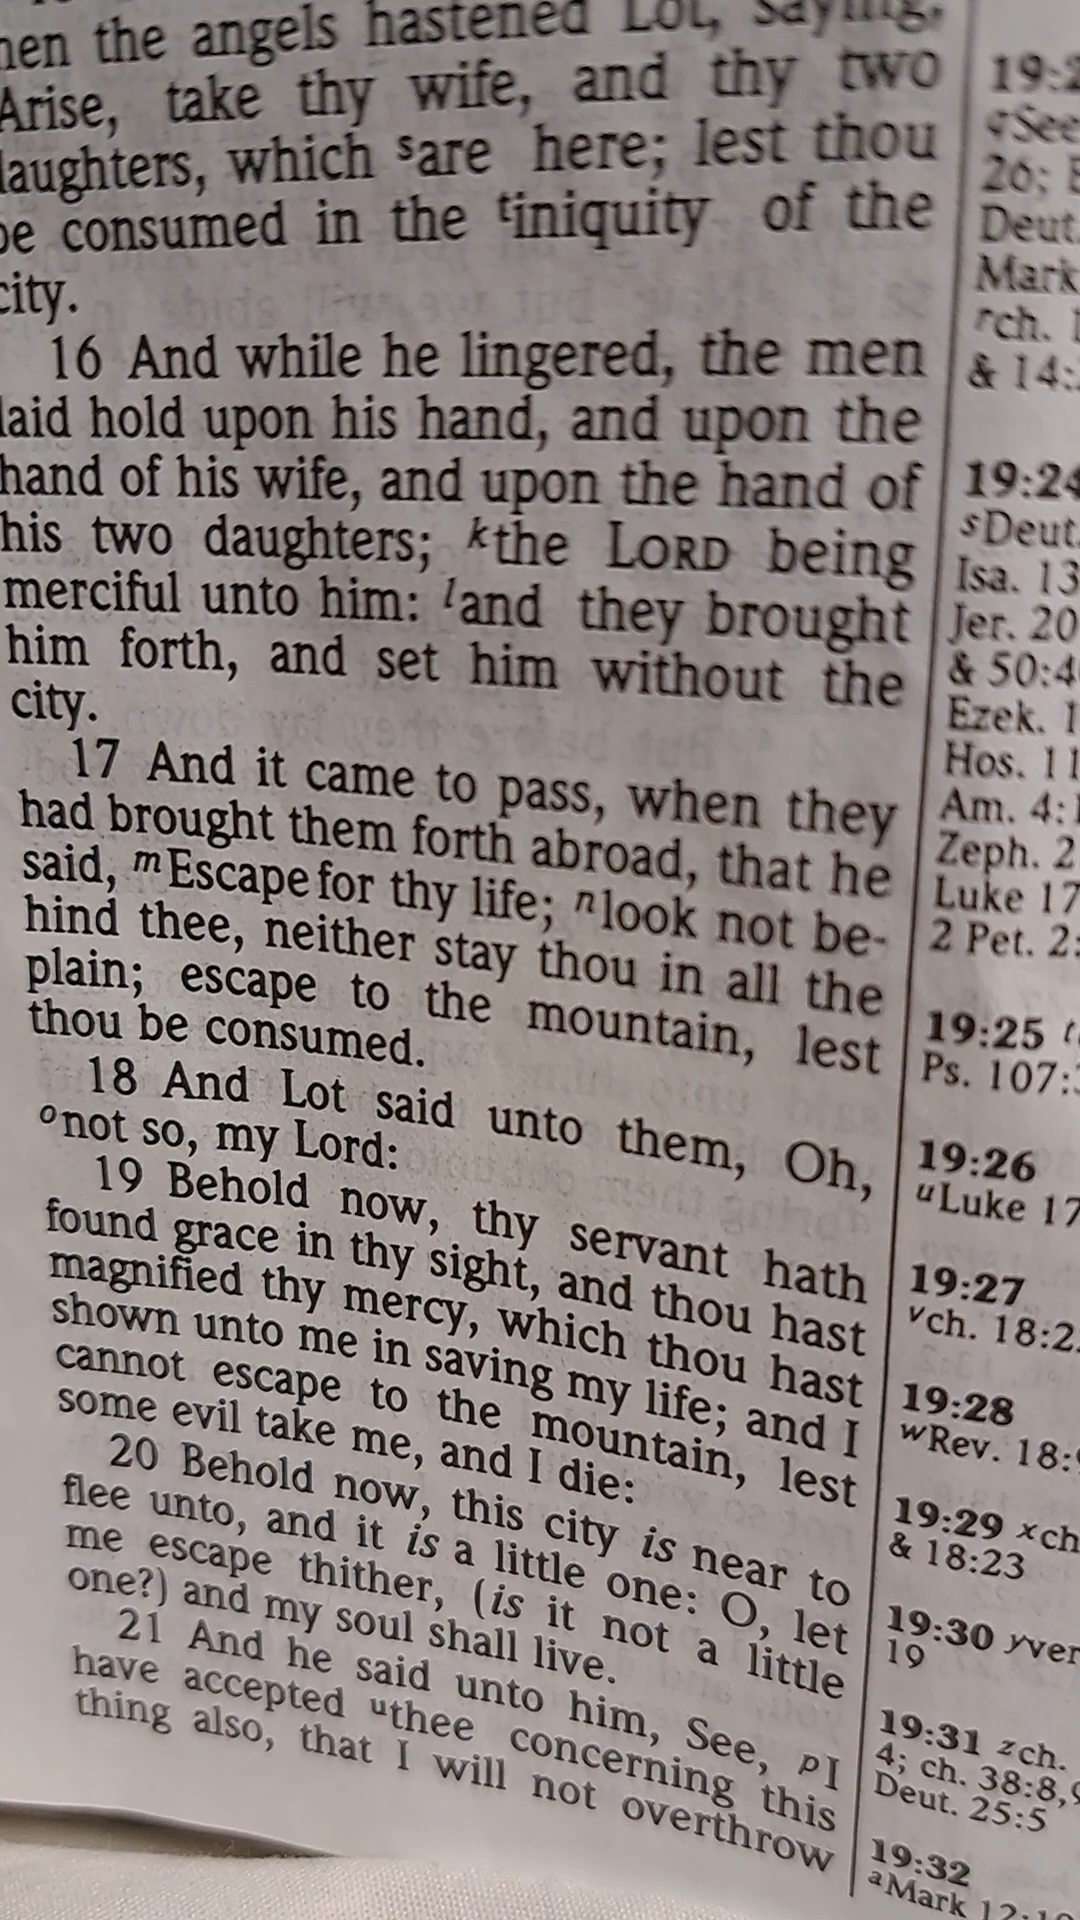 the angels hastened Lot, saying,
Arise, take thy wife, and thy two
daughters, which sare here; lest thou
be consumed in the tiniquity of the
city.
16 And while he lingered, the men
laid hold upon his hand, and upon the
hand of his wife, and upon the hand of
his two daughters; kthe LORD being
merciful unto him: land they brought
him forth, and set him without the
city.
17 And it came to pass, when they
had brought them forth abroad, that he
said, mEscape for thy life; nlook not be-
hind thee, neither stay thou in all the
plain; escape to the mountain, lest
thou be consumed.
18 And Lot said unto them, Oh,
onot so, my Lord:
19 Behold now, thy servant hath
found grace in thy sight, and thou hast
magnified thy mercy, which thou hast
shown unto me in saving my life; and I
cannot escape to the mountain, lest
some evil take me, and I die:
20 Behold now, this city is near to
flee unto, and it is a little one: O, let
me escape thither, (is it not a little
one?) and my soul shall live.
21 And he said unto him, See, pI
have accepted uthee concerning this
thing also, that I will not overthrow
qSee
26;
Deut.
Mark
rch.
& 14:
19:24
sDeut.
Isa. 13
Jer. 20
& 50:4
Ezek. 1
Hos. 11
Am. 4:
Zeph. 2
Luke 17
2 Pet. 2:
19:25 t
Ps. 107:
19:26
uLuke 17
19:27
vch. 18:2
19:28
wRev. 18:
19:29 xch
& 18:23
19:30 yver
19
19:31 zch.
4; ch. 38:8,
Deut. 25:5
19:32
aMark